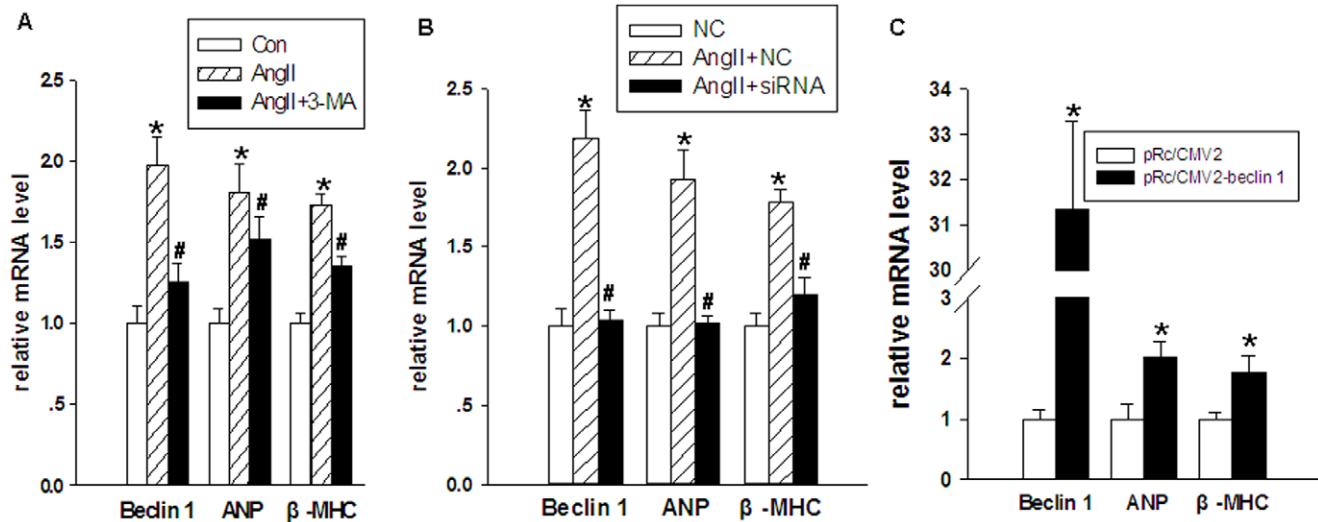 A
Con
AngII
AngII+3-MA
relative mRNA level
2.5
2.0
1.5
1.0
.5
0.0
*
#
*
#
*
#
Beclin 1 ANP β -MHC
B
NC
AngII+NC
AngII+siRNA
relative mRNA level
2.5
2.0
1.5
1.0
.5
0.0
*
#
*
#
*
#
Beclin 1 ANP β -MHC
C
pRc/CMV2
pRc/CMV2-beclin 1
relative mRNA level
34
33
31
30
3
2
1
0
*
*
*
Beclin 1 ANP β -MHC